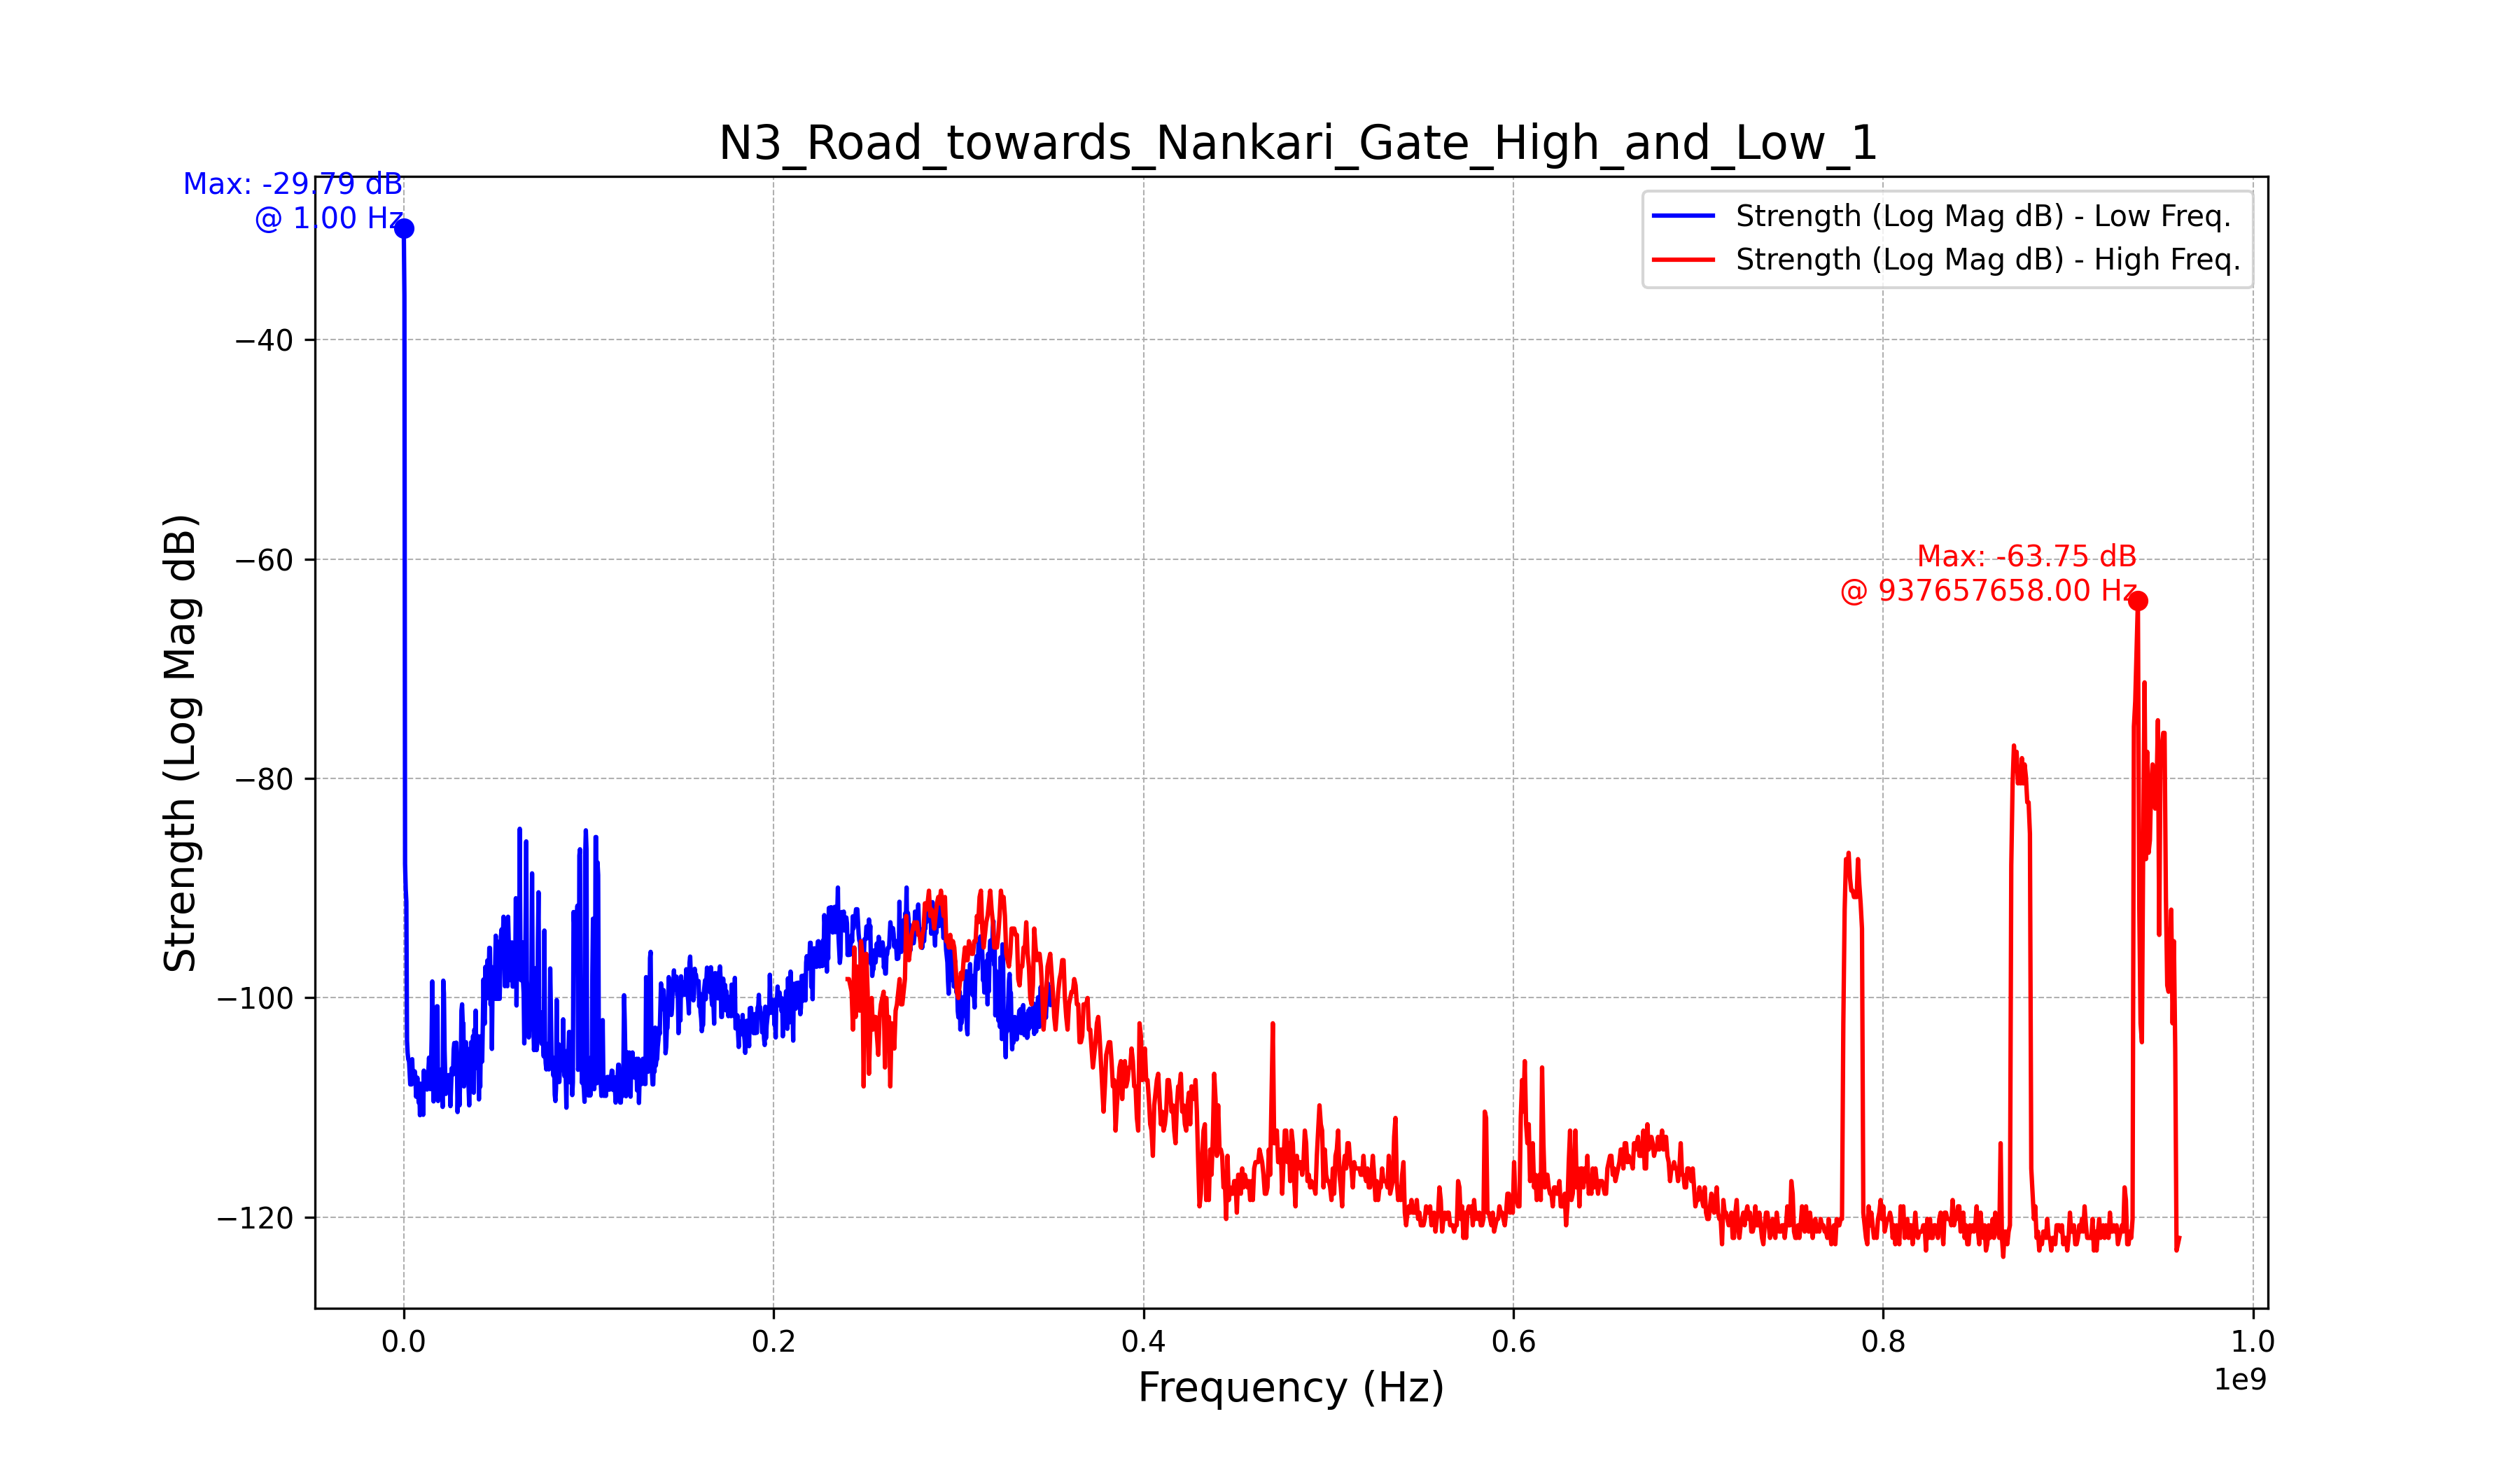 N3_Road_towards_Nankari_Gate_High_and_Low_1
Max: -29.79 dB
@ 1.00 Hz
Strength (Log Mag dB) - Low Freq.
Strength (Log Mag dB) - High Freq.
Max: -63.75 dB
@ 937657658.00 Hz
Strength (Log Mag dB)
−40
−60
−80
−100
−120
0.0 0.2 0.4 0.6 0.8 1.0
1e9
Frequency (Hz)